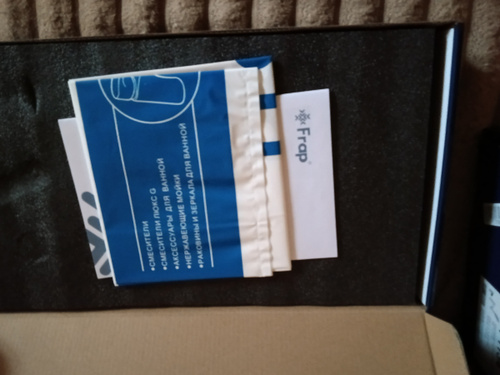 •СМЕСИТЕЛИ
•СМЕСИТЕЛИ ЛЮКС G
•АКСЕССУАРЫ ДЛЯ ВАННОЙ
•НЕРЖАВЕЮЩИЕ МОЙКИ
•РАКОВИНЫ И ЗЕРКАЛА ДЛЯ ВАННОЙ
Frap®